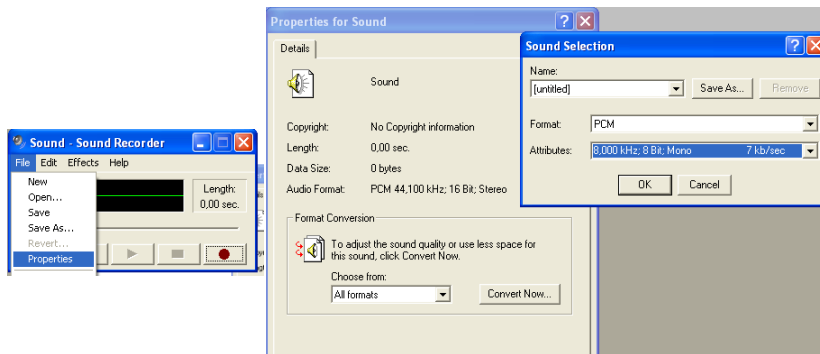 Sound - Sound Recorder
File Edit Effects Help
New
Open...
Save
Save As...
Revert...
Properties
Length:
0,00 sec.
Properties for Sound
Details
Sound
Copyright: No Copyright information
Length: 0,00 sec.
Data Size: 0 bytes
Audio Format: PCM 44,100 kHz; 16 Bit; Stereo
Format Conversion
To adjust the sound quality or use less space for
this sound, click Convert Now.
Choose from:
All formats
Convert Now...
Sound Selection
Name:
[untitled]
Save As...
Remove
Format: PCM
Attributes: 8,000 kHz; 8 Bit; Mono 7 kb/sec
OK
Cancel